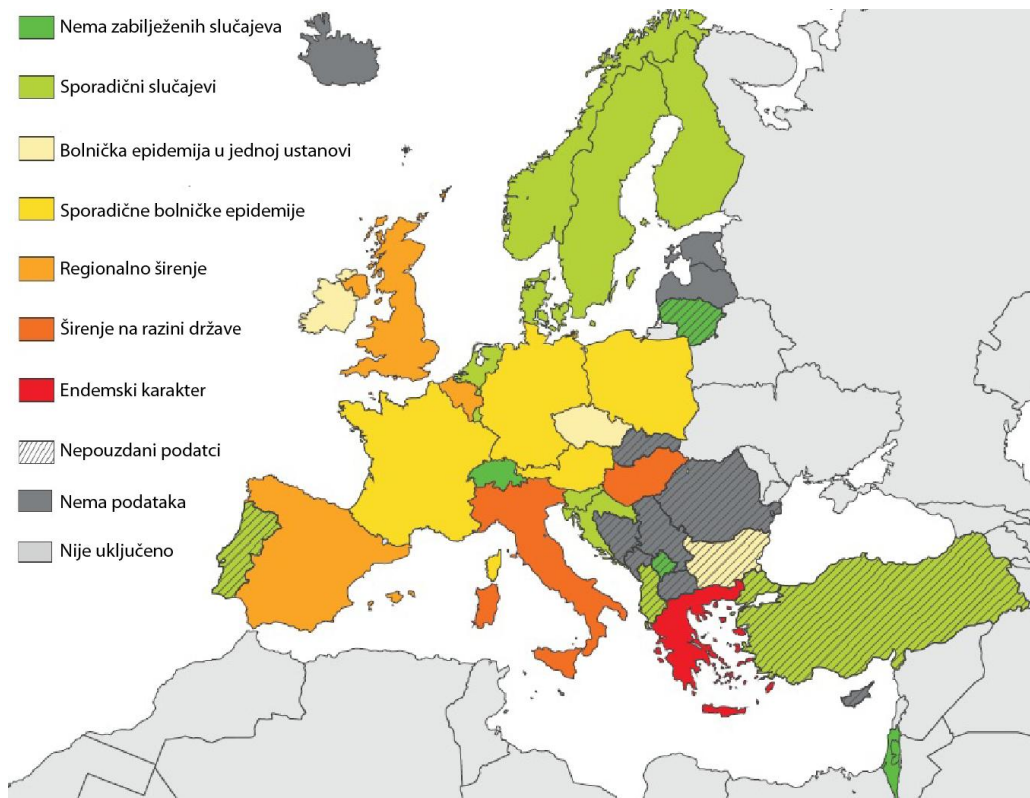 Nema zabilježenih slučajeva
Sporadični slučajevi
Bolnička epidemija u jednoj ustanovi
Sporadične bolničke epidemije
Regionalno širenje
Širenje na razini države
Endemski karakter
Nepouzdani podatci
Nema podataka
Nije uključeno